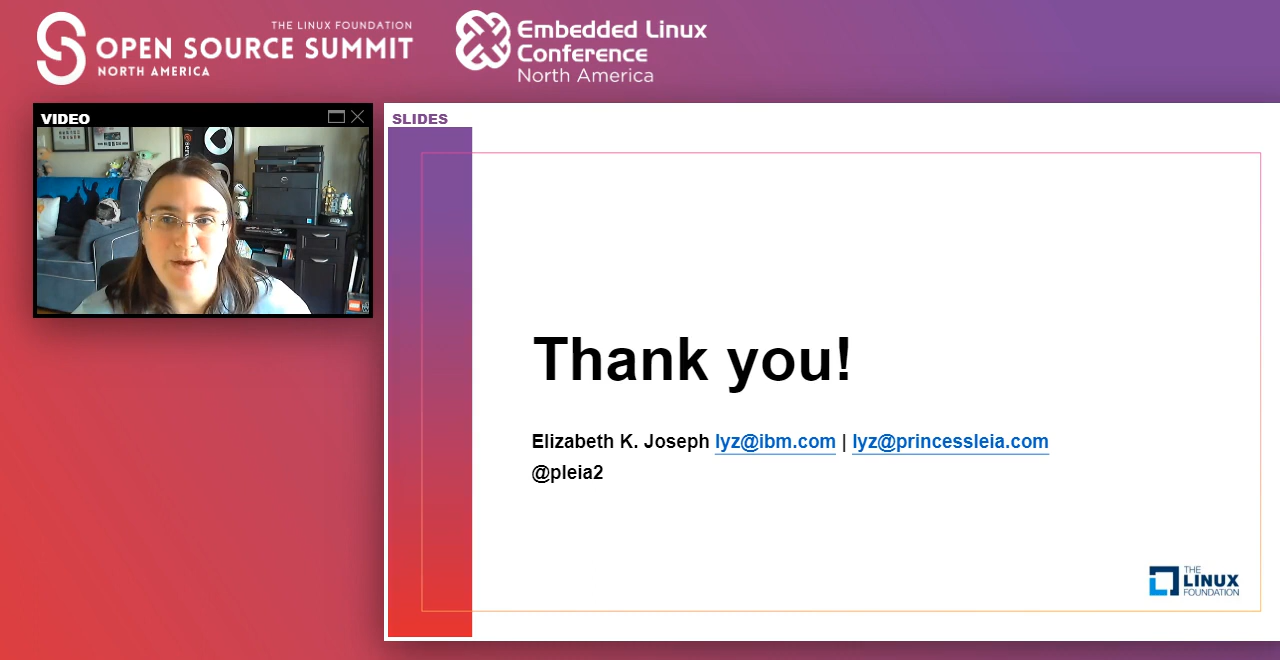 THE LINUX FOUNDATION
OPEN SOURCE SUMMIT
NORTH AMERICA
Embedded Linux
Conference
North America
VIDEO
SLIDES
Thank you!
Elizabeth K. Joseph lyz@ibm.com | lyz@princessleia.com
@pleia2
THE
LINUX
FOUNDATION